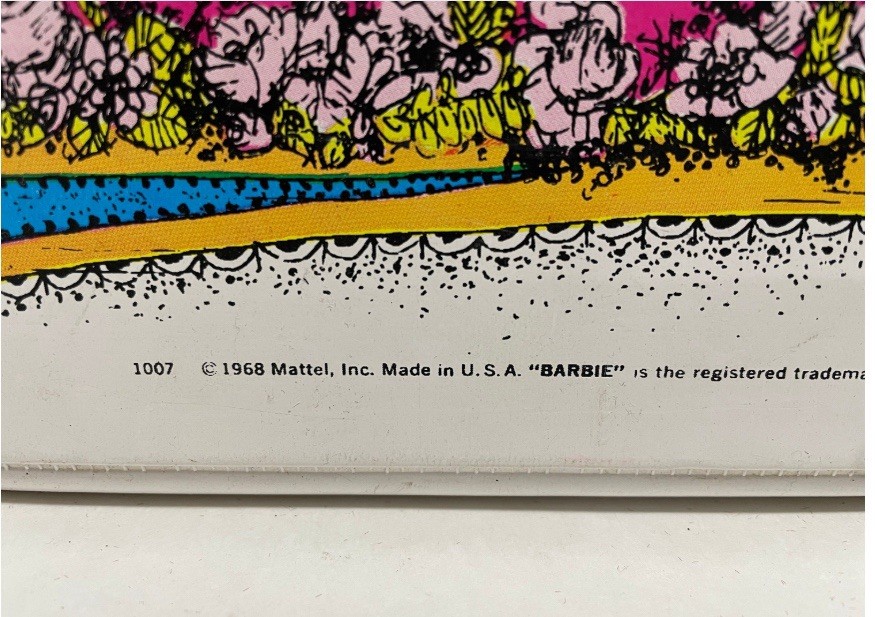 1007 © 1968 Mattel, Inc. Made in U.S.A. "BARBIE" is the registered tradema